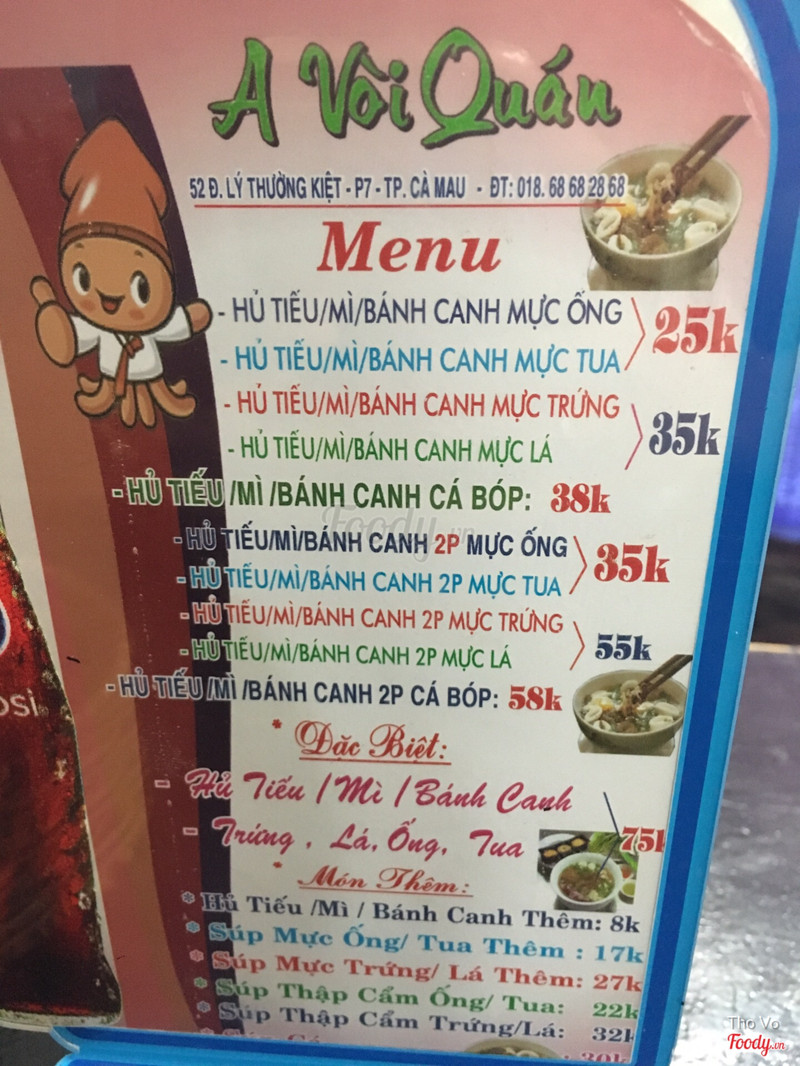 A Vôi Quán
52 Đ. LÝ THƯỜNG KIỆT - P7 - TP. CÀ MAU - ĐT: 018. 68 68 28 68
Menu
- HỦ TIẾU/MÌ/BÁNH CANH MỰC ỐNG
- HỦ TIẾU/MÌ/BÁNH CANH MỰC TUA
25k
- HỦ TIẾU/MÌ/BÁNH CANH MỰC TRỨNG
- HỦ TIẾU/MÌ/BÁNH CANH MỰC LÁ
35k
- HỦ TIẾU /MÌ /BÁNH CANH CÁ BÓP: 38k
- HỦ TIẾU/MÌ/BÁNH CANH 2P MỰC ỐNG
- HỦ TIẾU/MÌ/BÁNH CANH 2P MỰC TUA
35k
- HỦ TIẾU/MÌ/BÁNH CANH 2P MỰC TRỨNG
- HỦ TIẾU/MÌ/BÁNH CANH 2P MỰC LÁ
55k
- HỦ TIẾU /MÌ /BÁNH CANH 2P CÁ BÓP: 58k
* Đặc Biệt:
- Hủ Tiếu / Mì / Bánh Canh
- Trứng , Lá, Ống, Tua 75k
* Món Thêm:
* Hủ Tiếu /Mì / Bánh Canh Thêm: 8k
* Súp Mực Ống/ Tua Thêm : 17k
* Súp Mực Trứng/ Lá Thêm: 27k
* Súp Thập Cẩm Ống/ Tua: 22k
* Súp Thập Cẩm Trứng/Lá: 32k
: 30k
Foody.vn
Tho Vo
Foody.vn